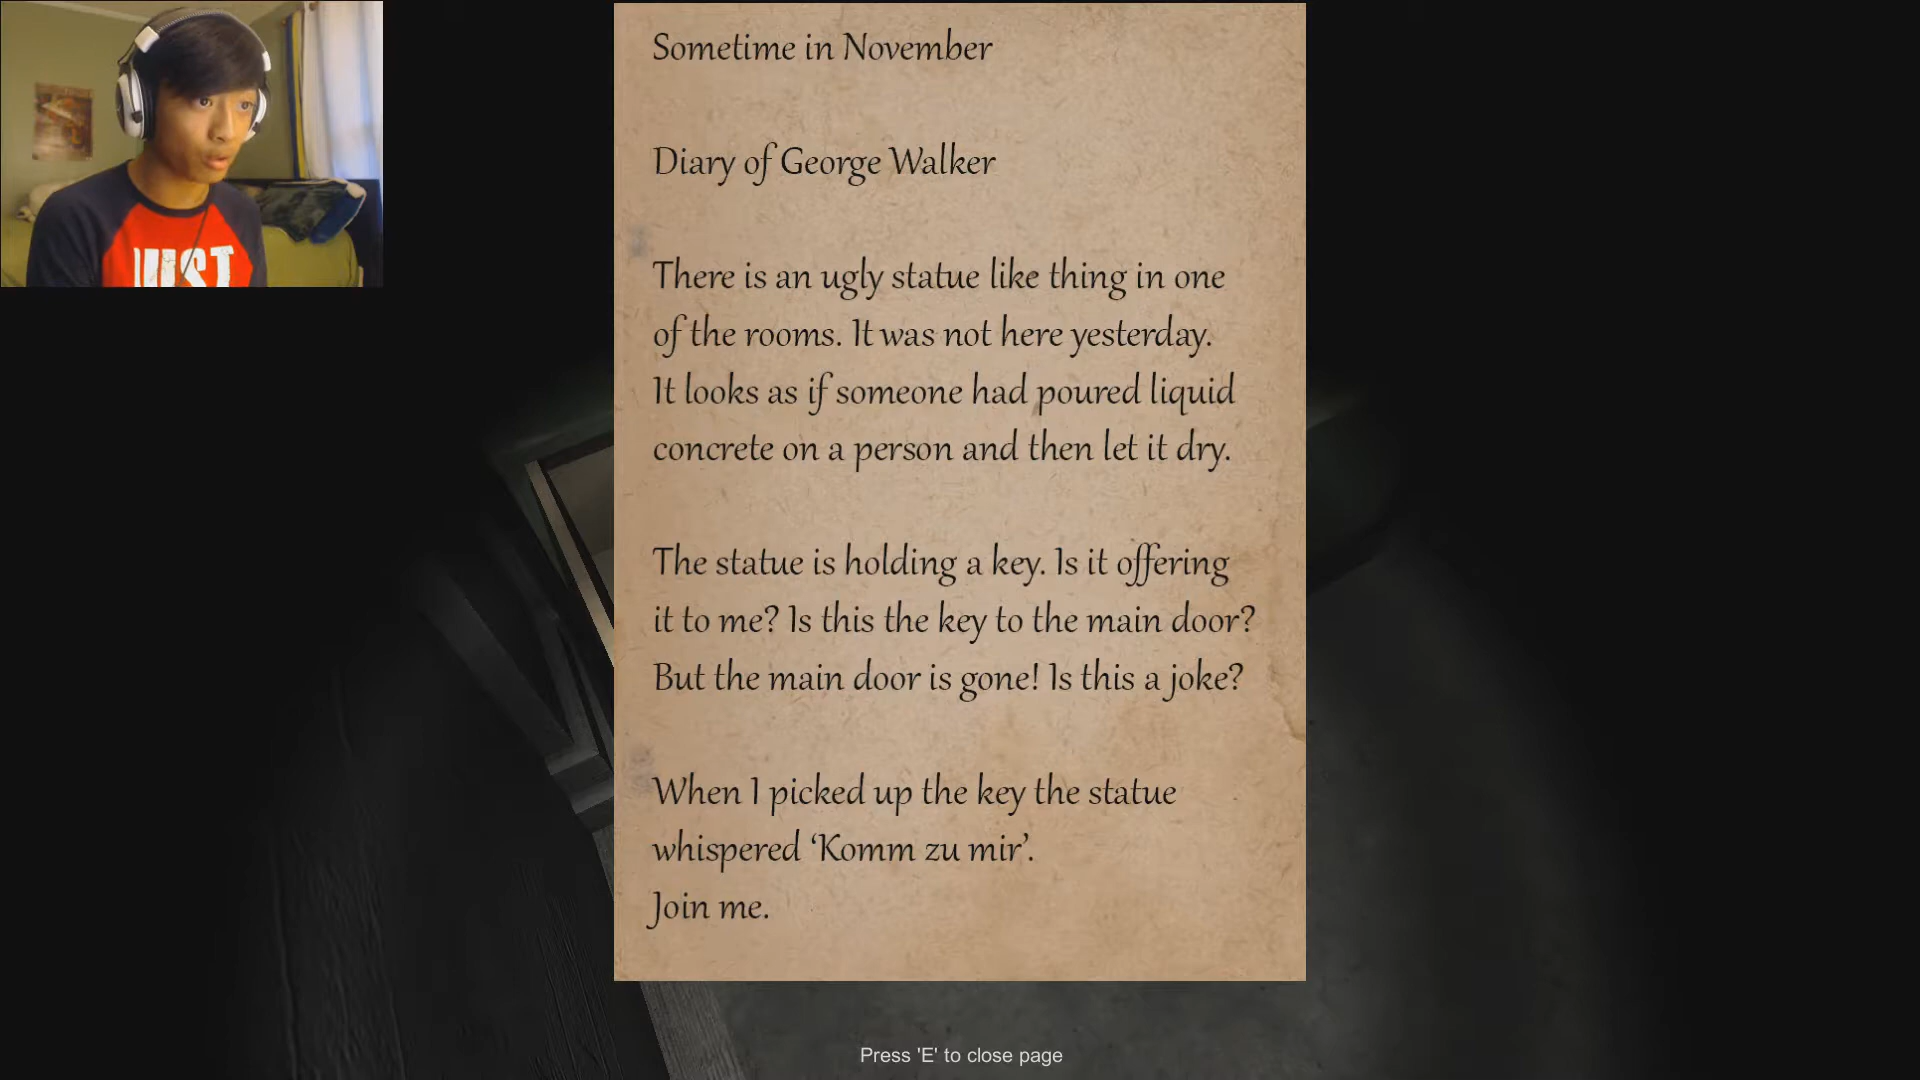 Sometime in November
Diary of George Walker
There is an ugly statue like thing in one
of the rooms. It was not here yesterday.
It looks as if someone had poured liquid
concrete on a person and then let it dry.
The statue is holding a key. Is it offering
it to me? Is this the key to the main door?
But the main door is gone! Is this a joke?
When I picked up the key the statue
whispered ‘Komm zu mir’.
Join me.
Press 'E' to close page